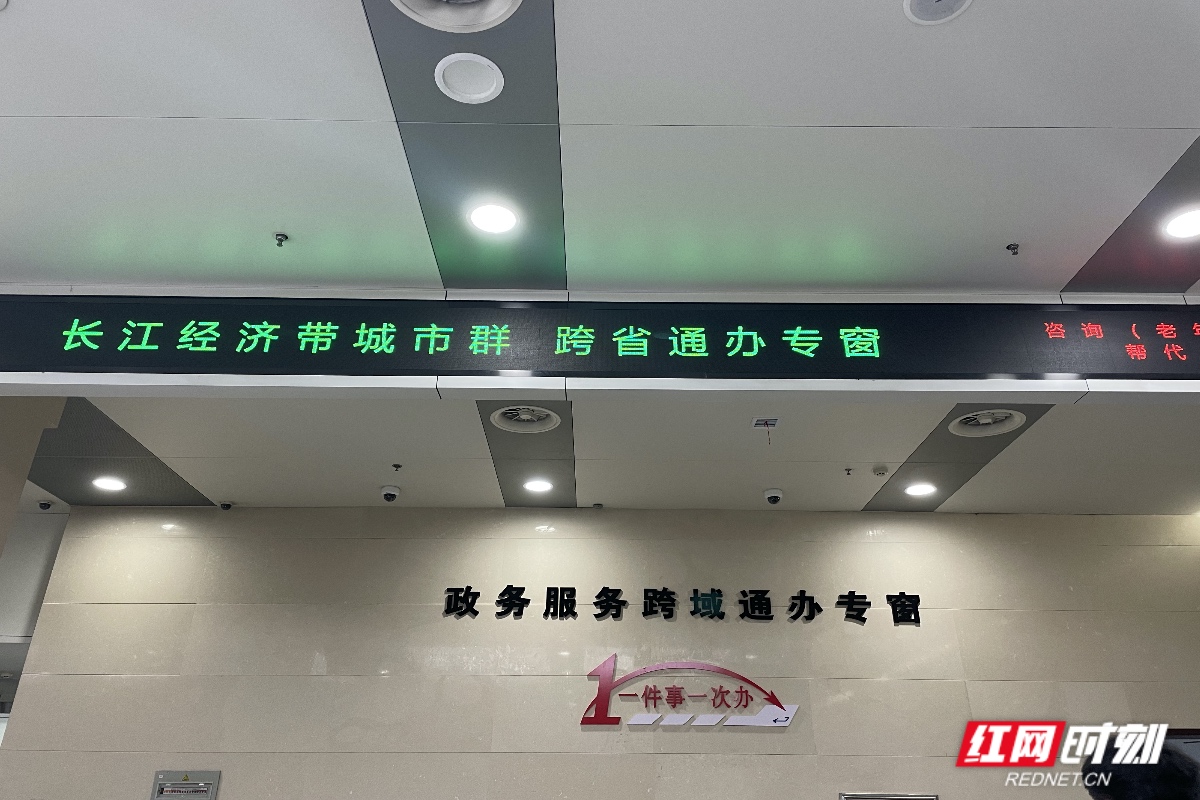 长江经济带城市群 跨省通办专窗
咨询（老
帮代
政务服务跨域通办专窗
1
一件事一次办
红网时刻
REDNET.CN